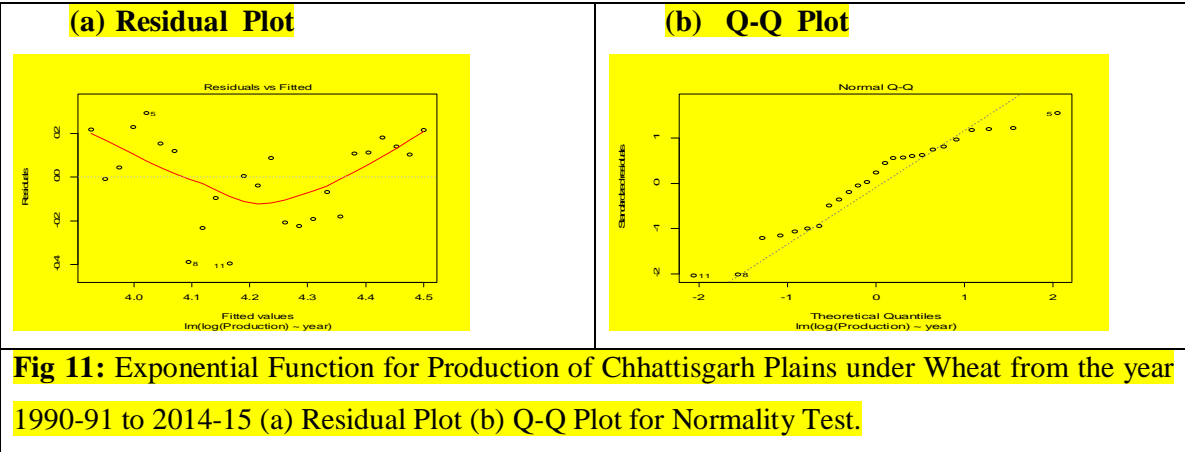 (a) Residual Plot
(b) Q-Q Plot
Residuals vs Fitted
Residuals
0.2
0.0
-0.2
-0.4
5
8
11
4.0 4.1 4.2 4.3 4.4 4.5
Fitted values
lm(log(Production) ~ year)
Normal Q-Q
Standardized residuals
1
0
-1
-2
5
11
8
-2 -1 0 1 2
Theoretical Quantiles
lm(log(Production) ~ year)
Fig 11: Exponential Function for Production of Chhattisgarh Plains under Wheat from the year
1990-91 to 2014-15 (a) Residual Plot (b) Q-Q Plot for Normality Test.